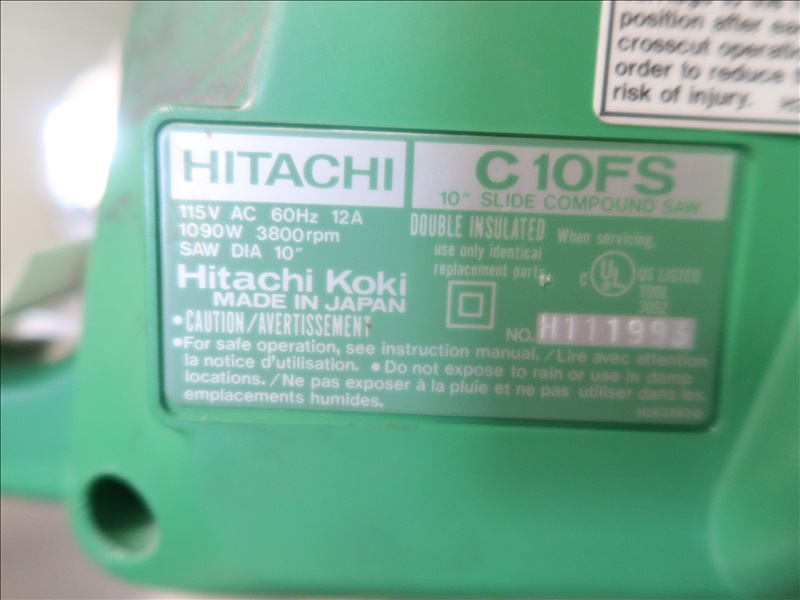 position after
crosscut
order to reduce
risk of injury.
HITACHI
C 10FS
10" SLIDE COMPOUND SAW
115V AC 60Hz 12A
1090W 3800rpm
SAW DIA 10"
Hitachi Koki
MADE IN JAPAN
DOUBLE INSULATED When servicing,
use only identical
replacement parts.
C UL US LISTED
TOOL
NO. H111993
•CAUTION/AVERTISSEMENT
•For safe operation, see instruction manual./Lire avec attention
la notice d'utilisation. •Do not expose to rain or use in damp
locations./Ne pas exposer à la pluie et ne pas utiliser dans les
emplacements humides.